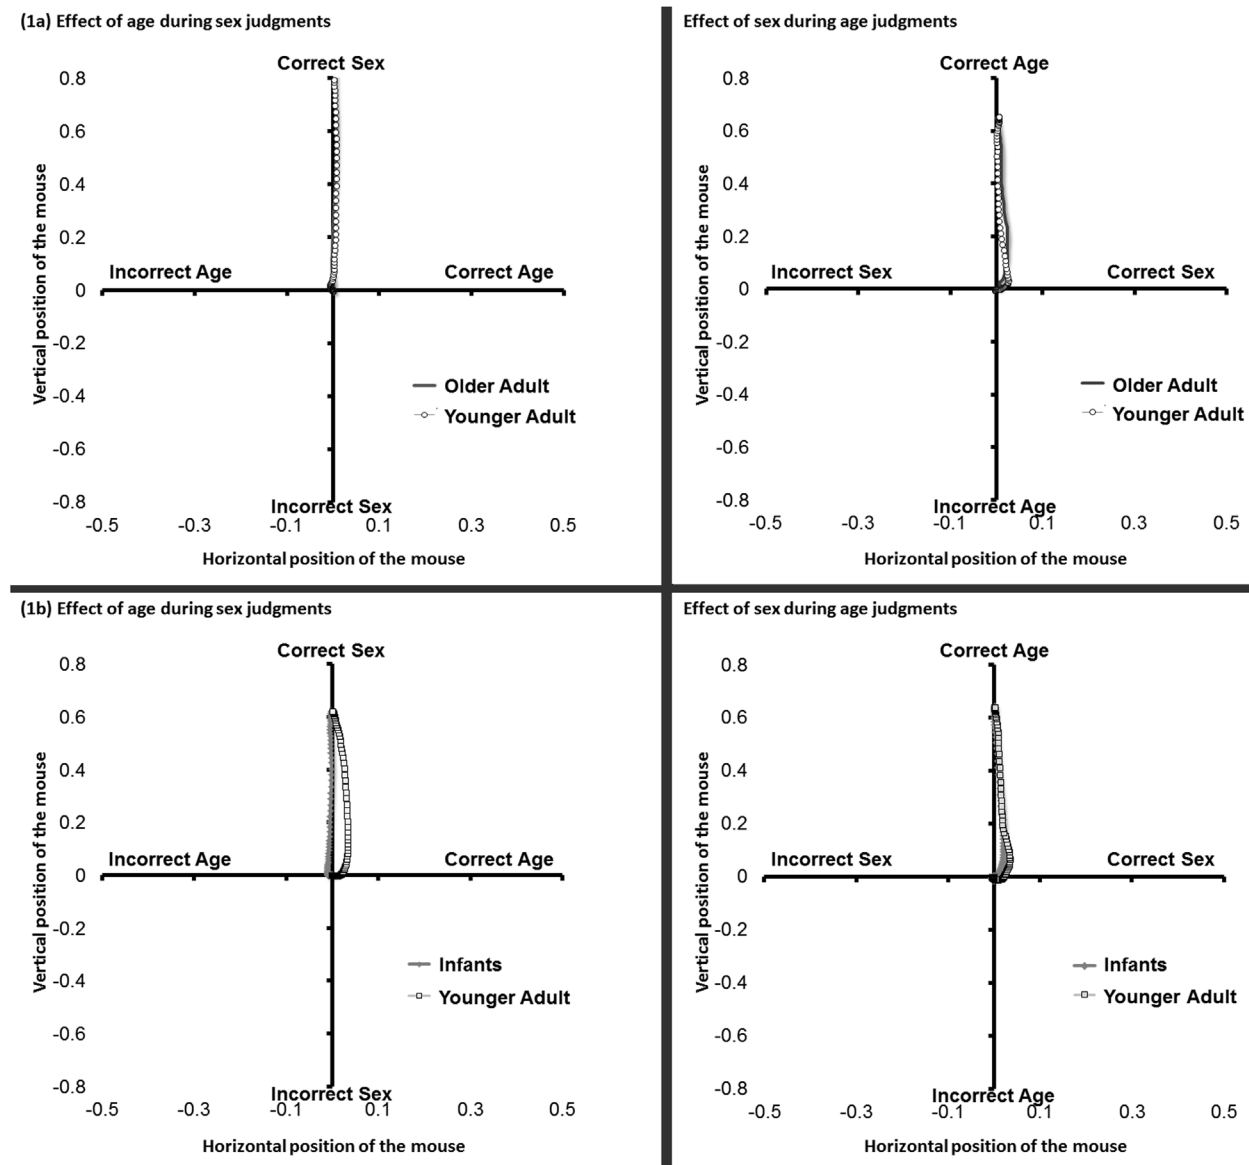 (1a) Effect of age during sex judgments
Correct Sex
0.8
0.6
0.4
0.2
0
-0.2
-0.4
-0.6
-0.8
Vertical position of the mouse
Incorrect Age
Correct Age
Older Adult
Younger Adult
Incorrect Sex
-0.5 -0.3 -0.1 0.1 0.3 0.5
Horizontal position of the mouse
Effect of sex during age judgments
Correct Age
0.8
0.6
0.4
0.2
0
-0.2
-0.4
-0.6
-0.8
Vertical position of the mouse
Incorrect Sex
Correct Sex
Older Adult
Younger Adult
Incorrect Age
-0.5 -0.3 -0.1 0.1 0.3 0.5
Horizontal position of the mouse
(1b) Effect of age during sex judgments
Correct Sex
0.8
0.6
0.4
0.2
0
-0.2
-0.4
-0.6
-0.8
Vertical position of the mouse
Incorrect Age
Correct Age
Infants
Younger Adult
Incorrect Sex
-0.5 -0.3 -0.1 0.1 0.3 0.5
Horizontal position of the mouse
Effect of sex during age judgments
Correct Age
0.8
0.6
0.4
0.2
0
-0.2
-0.4
-0.6
-0.8
Vertical position of the mouse
Incorrect Sex
Correct Sex
Infants
Younger Adult
Incorrect Age
-0.5 -0.3 -0.1 0.1 0.3 0.5
Horizontal position of the mouse